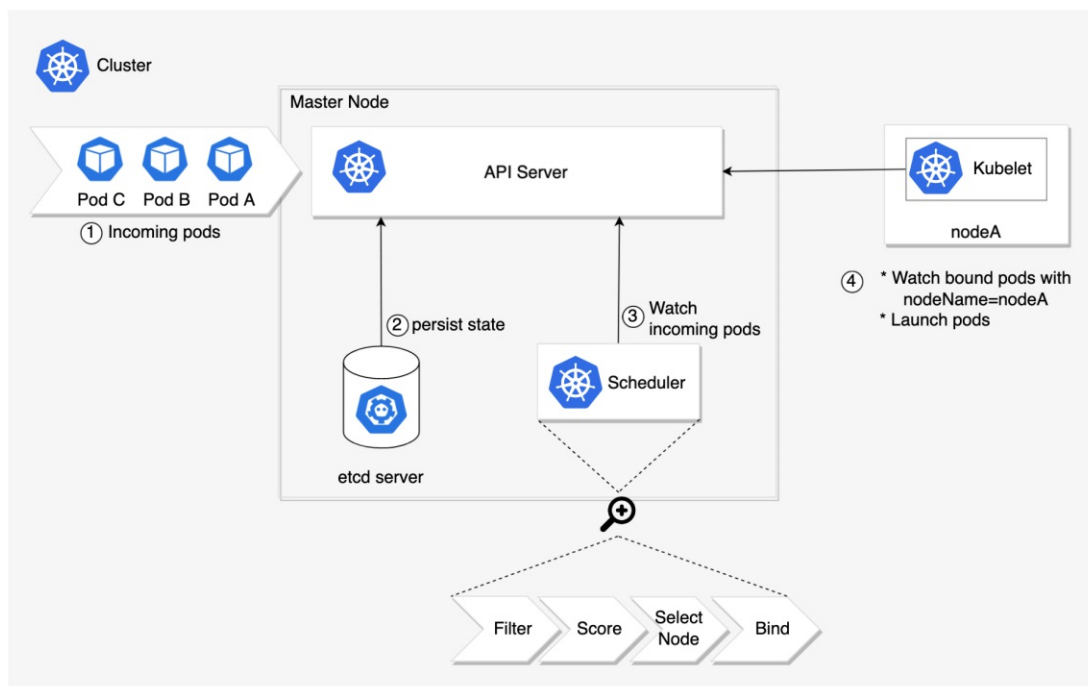 Cluster
Master Node
API Server
Pod C Pod B Pod A
1 Incoming pods
Kubelet
nodeA
4 * Watch bound pods with
nodeName=nodeA
* Launch pods
2 persist state
3 Watch
incoming pods
Scheduler
etcd server
Filter
Score
Select
Node
Bind